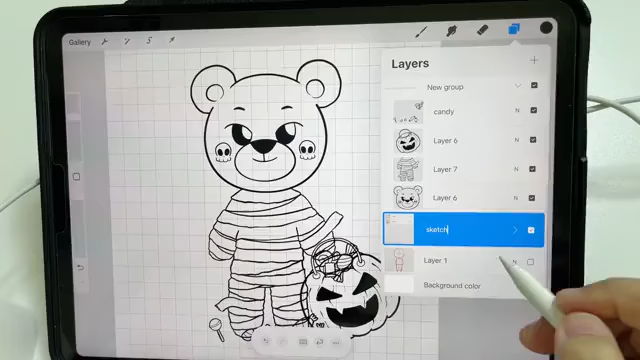 Gallery
Layers
New group
candy
N
Layer 6
N
Layer 7
N
Layer 6
N
sketch
Layer 1
N
Background color